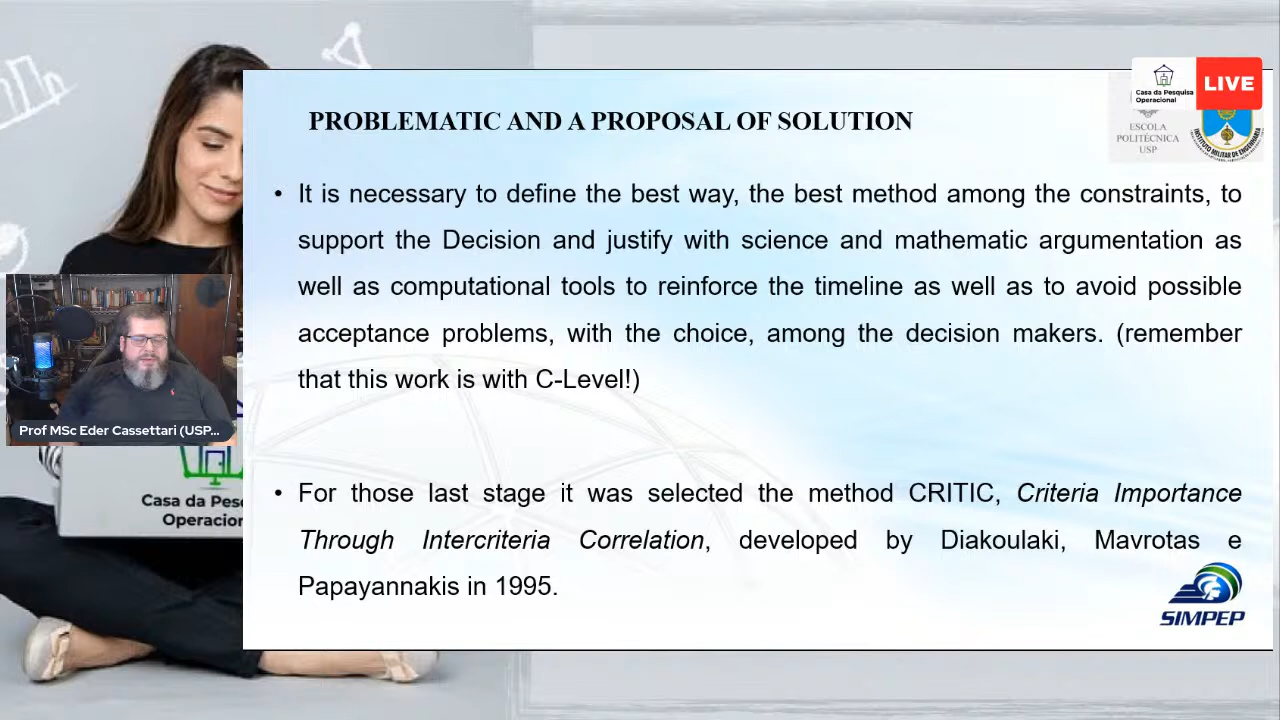 PROBLEMATIC AND A PROPOSAL OF SOLUTION
Casa da Pesquisa
Operacional
LIVE
ESCOLA
POLITÉCNICA
USP
INSTITUTO MILITAR DE ENGENHARIA
• It is necessary to define the best way, the best method among the constraints, to
support the Decision and justify with science and mathematic argumentation as
well as computational tools to reinforce the timeline as well as to avoid possible
acceptance problems, with the choice, among the decision makers. (remember
that this work is with C-Level!)
Prof MSc Eder Cassettari (USP...
• For those last stage it was selected the method CRITIC, Criteria Importance
Through Intercriteria Correlation, developed by Diakoulaki, Mavrotas e
Papayannakis in 1995.
Casa da Pesq
Operacion
SIMPEP